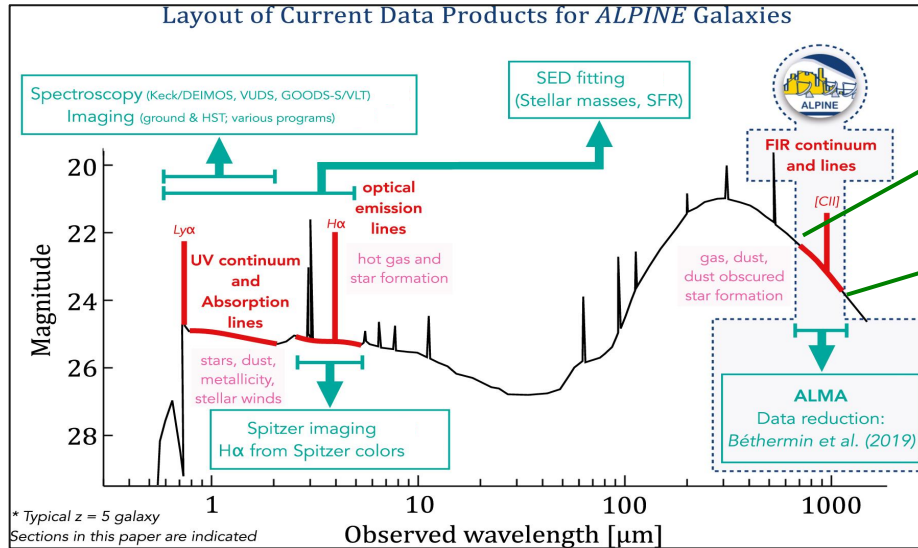 Layout of Current Data Products for ALPINE Galaxies
Spectroscopy (Keck/DEIMOS, VUDS, GOODS-S/VLT)
Imaging (ground & HST; various programs)
SED fitting
(Stellar masses, SFR)
ALPINE
FIR continuum
and lines
[CII]
optical
emission
lines
Lyα
Hα
UV continuum
and
Absorption
lines
hot gas and
star formation
gas, dust,
dust obscured
star formation
stars, dust,
metallicity,
stellar winds
Spitzer imaging
Hα from Spitzer colors
ALMA
Data reduction:
Béthermin et al. (2019)
Magnitude
20
22
24
26
28
1
10
100
1000
Observed wavelength [μm]
* Typical z = 5 galaxy
Sections in this paper are indicated